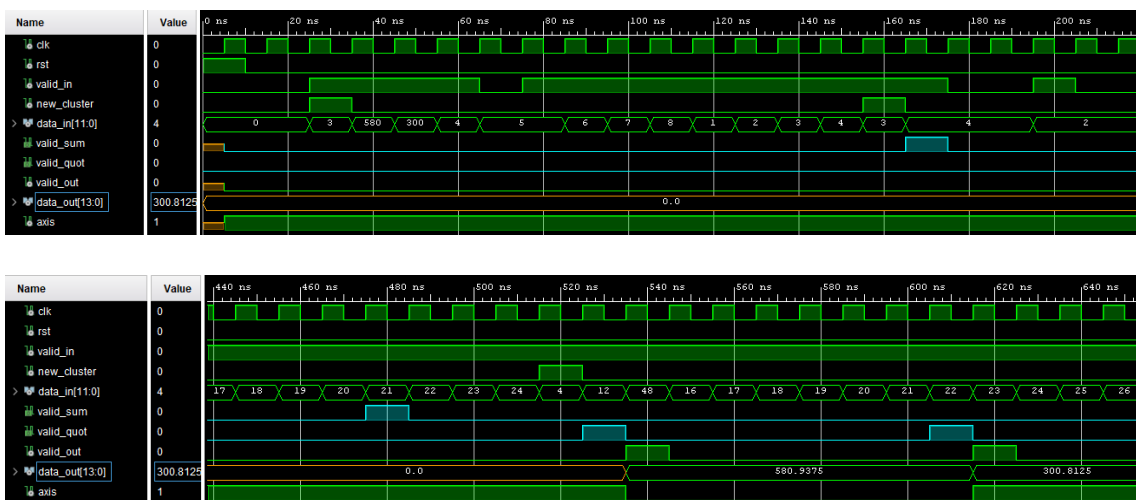 Name Value 0 ns 20 ns 40 ns 60 ns 80 ns 100 ns 120 ns 140 ns 160 ns 180 ns 200 ns
clk 0
rst 0
valid_in 0
new_cluster 0
data_in[11:0] 4 0 3 580 300 4 5 6 7 8 1 2 3 4 3 4 2
valid_sum 0
valid_quot 0
valid_out 0
data_out[13:0] 300.8125 0.0
axis 1
Name Value 440 ns 460 ns 480 ns 500 ns 520 ns 540 ns 560 ns 580 ns 600 ns 620 ns 640 ns
clk 0
rst 0
valid_in 0
new_cluster 0
data_in[11:0] 4 17 18 19 20 21 22 23 24 4 12 48 16 17 18 19 20 21 22 23 24 25 26
valid_sum 0
valid_quot 0
valid_out 0
data_out[13:0] 300.8125 0.0 580.9375 300.8125
axis 1